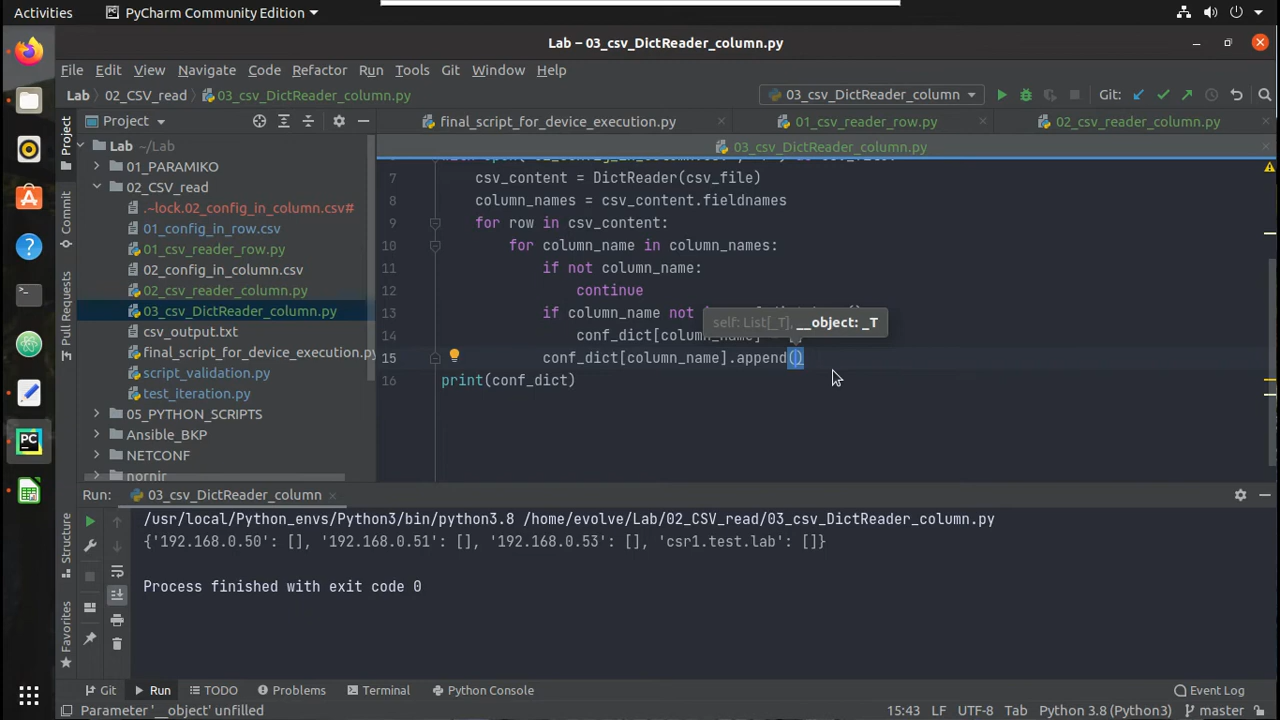 Activities
PyCharm Community Edition
Lab – 03_csv_DictReader_column.py
File Edit View Navigate Code Refactor Run Tools Git Window Help
Lab 02_CSV_read 03_csv_DictReader_column.py
03_csv_DictReader_column
Git:
Project
final_script_for_device_execution.py
01_csv_reader_row.py
02_csv_reader_column.py
03_csv_DictReader_column.py
Project
Commit
Pull Requests
Lab ~/Lab
01_PARAMIKO
02_CSV_read
.~lock.02_config_in_column.csv#
01_config_in_row.csv
01_csv_reader_row.py
02_config_in_column.csv
02_csv_reader_column.py
03_csv_DictReader_column.py
csv_output.txt
final_script_for_device_execution.py
script_validation.py
test_iteration.py
05_PYTHON_SCRIPTS
Ansible_BKP
NETCONF
nornir
7 csv_content = DictReader(csv_file)
8 column_names = csv_content.fieldnames
9 for row in csv_content:
10 for column_name in column_names:
11 if not column_name:
12 continue
13 if column_name not
self: List[_T], __object: _T
14 conf_dict[column_name]
15 conf_dict[column_name].append()
16 print(conf_dict)
Run: 03_csv_DictReader_column
Structure
Favorites
/usr/local/Python_envs/Python3/bin/python3.8 /home/evolve/Lab/02_CSV_read/03_csv_DictReader_column.py
{'192.168.0.50': [], '192.168.0.51': [], '192.168.0.53': [], 'csr1.test.lab': []}
Process finished with exit code 0
Git Run TODO Problems Terminal Python Console Event Log
Parameter '__object' unfilled
15:43 LF UTF-8 Tab Python 3.8 (Python3) master